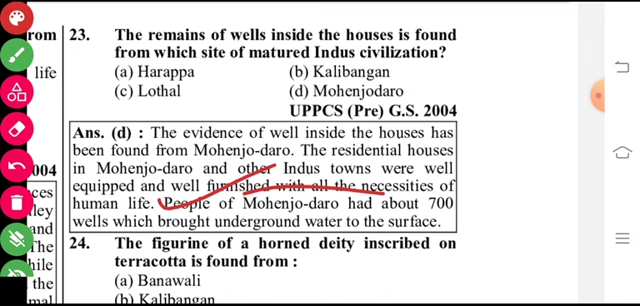 rom
life
004
ces
ley
and
The
hile
the
mal
23. The remains of wells inside the houses is found
from which site of matured Indus civilization?
(a) Harappa (b) Kalibangan
(c) Lothal (d) Mohenjodaro
UPPCS (Pre) G.S. 2004
Ans. (d) : The evidence of well inside the houses has
been found from Mohenjo-daro. The residential houses
in Mohenjo-daro and other Indus towns were well
equipped and well furnished with all the necessities of
human life. People of Mohenjo-daro had about 700
wells which brought underground water to the surface.
24. The figurine of a horned deity inscribed on
terracotta is found from :
(a) Banawali
(b) Kalibangan